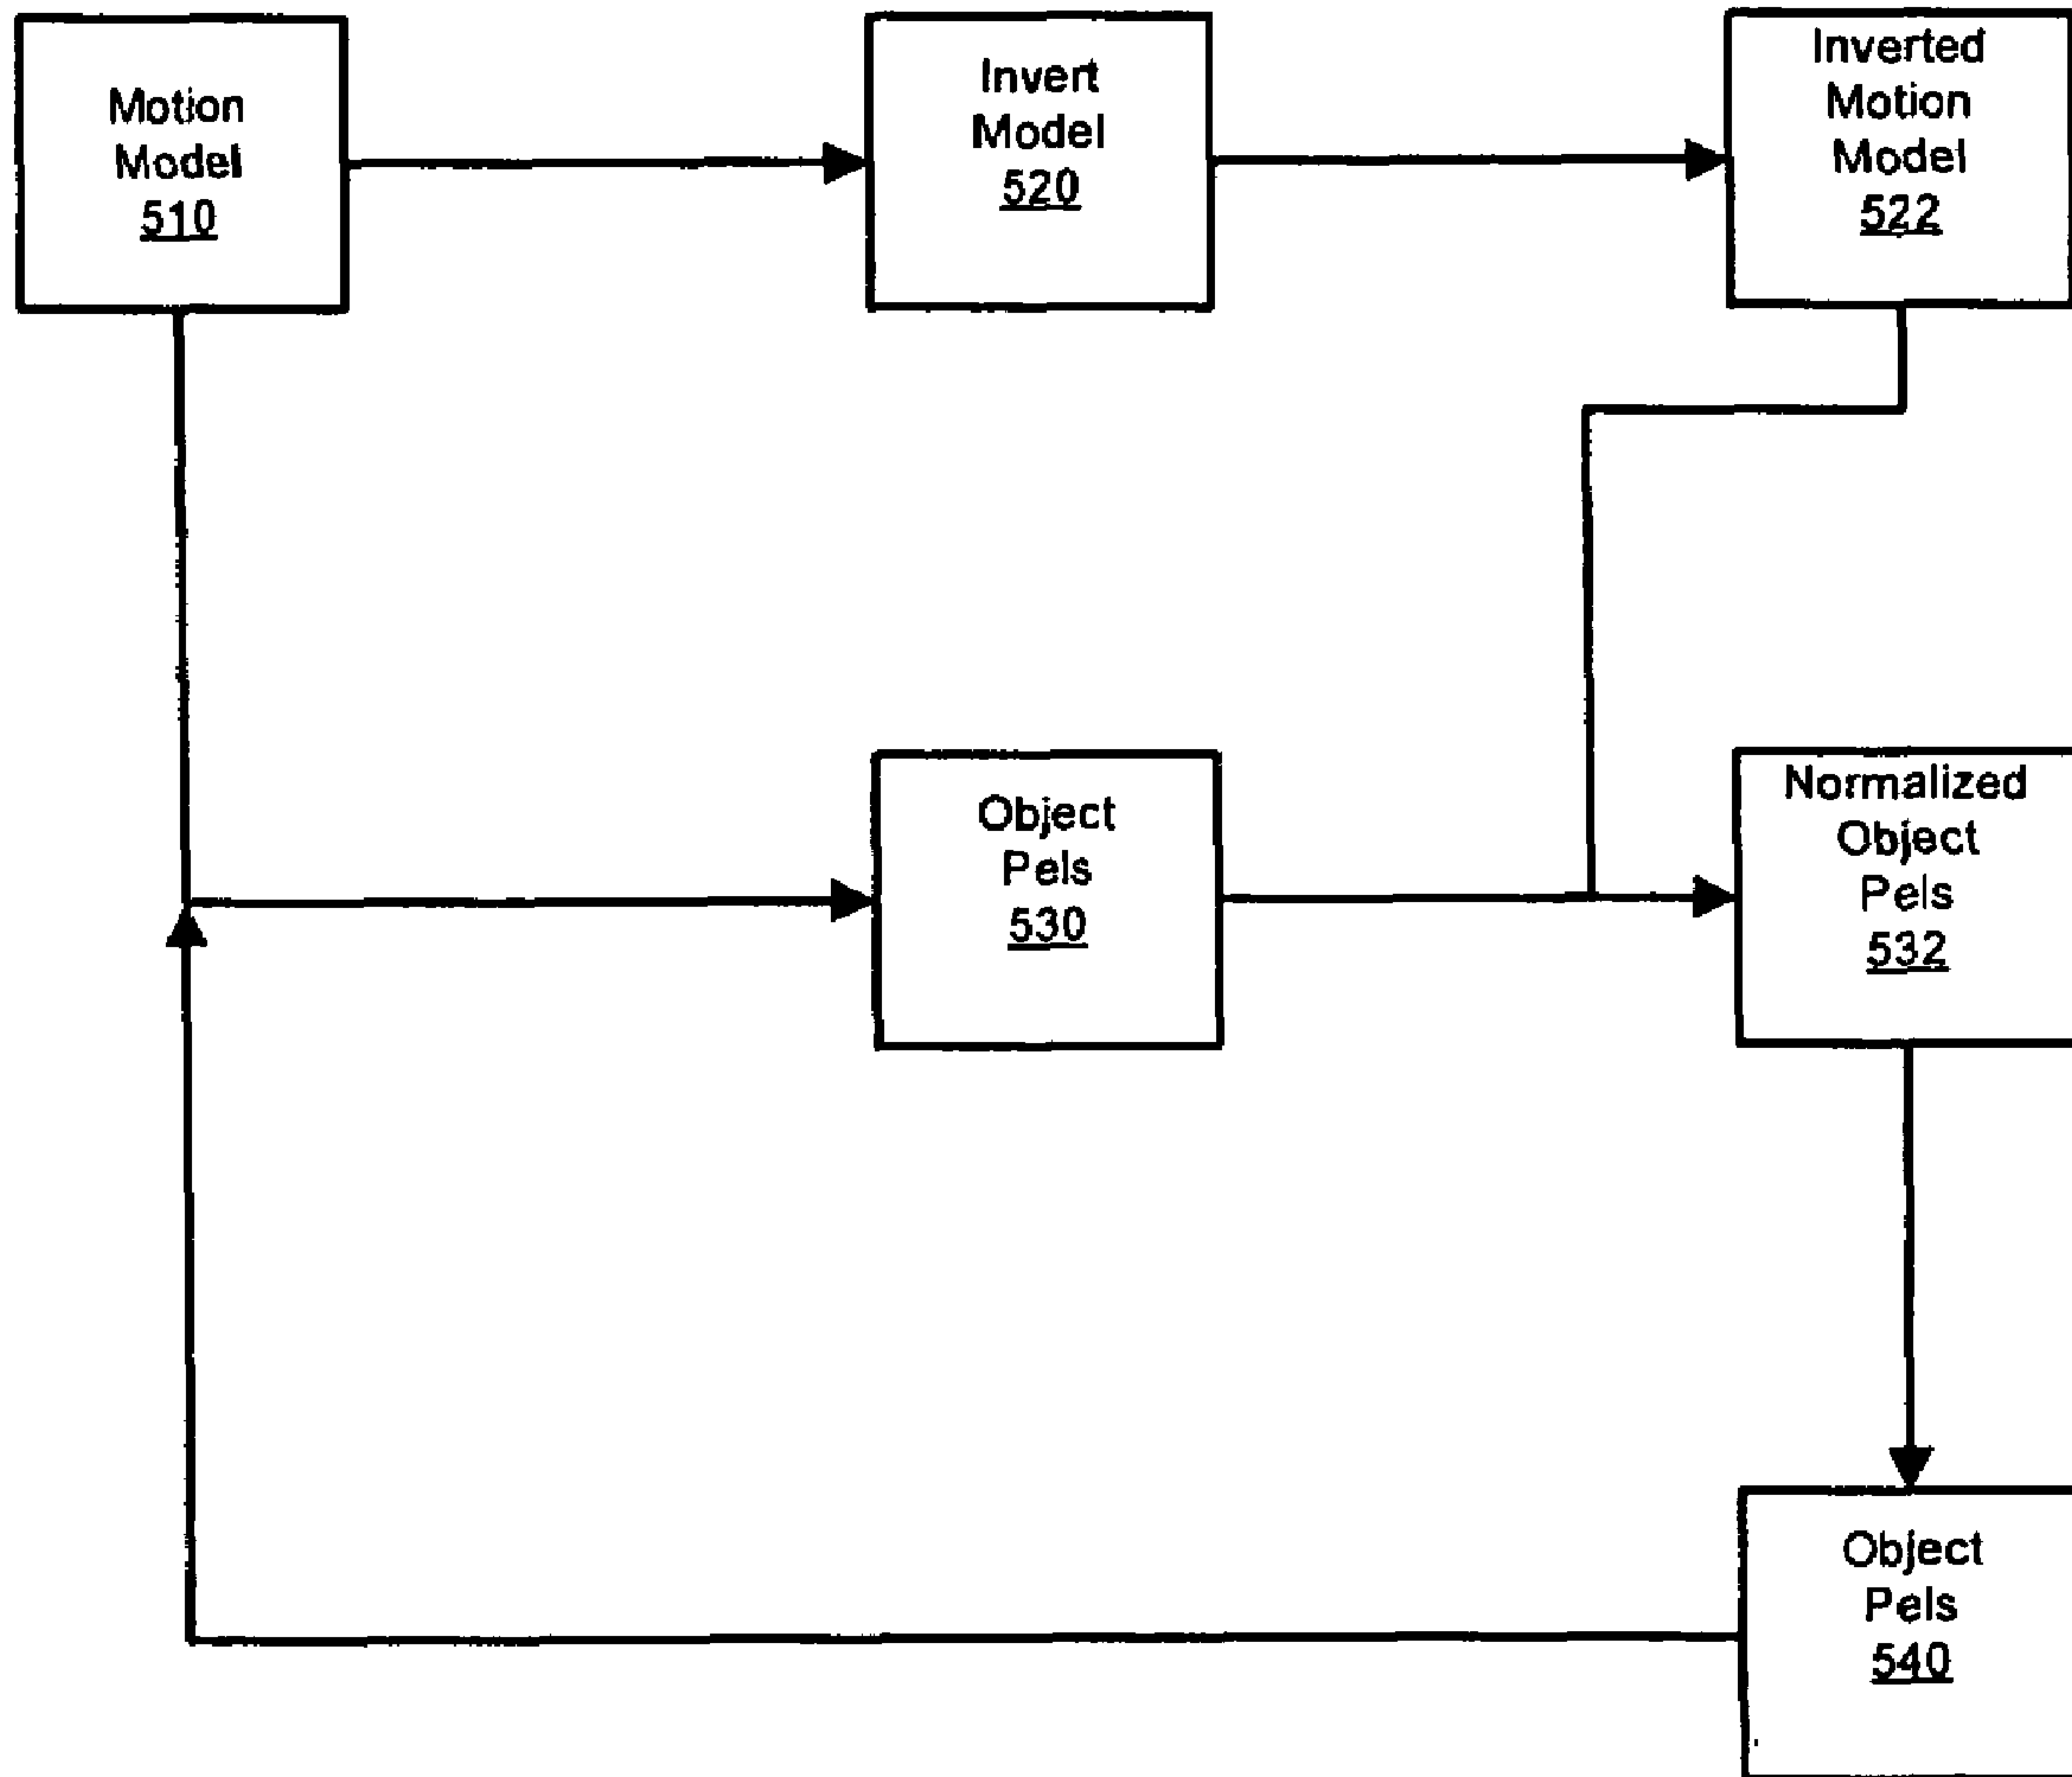 Motion
Model
510
Invert
Model
520
Inverted
Motion
Model
522
Object
Pels
530
Normalized
Object
Pels
532
Object
Pels
540